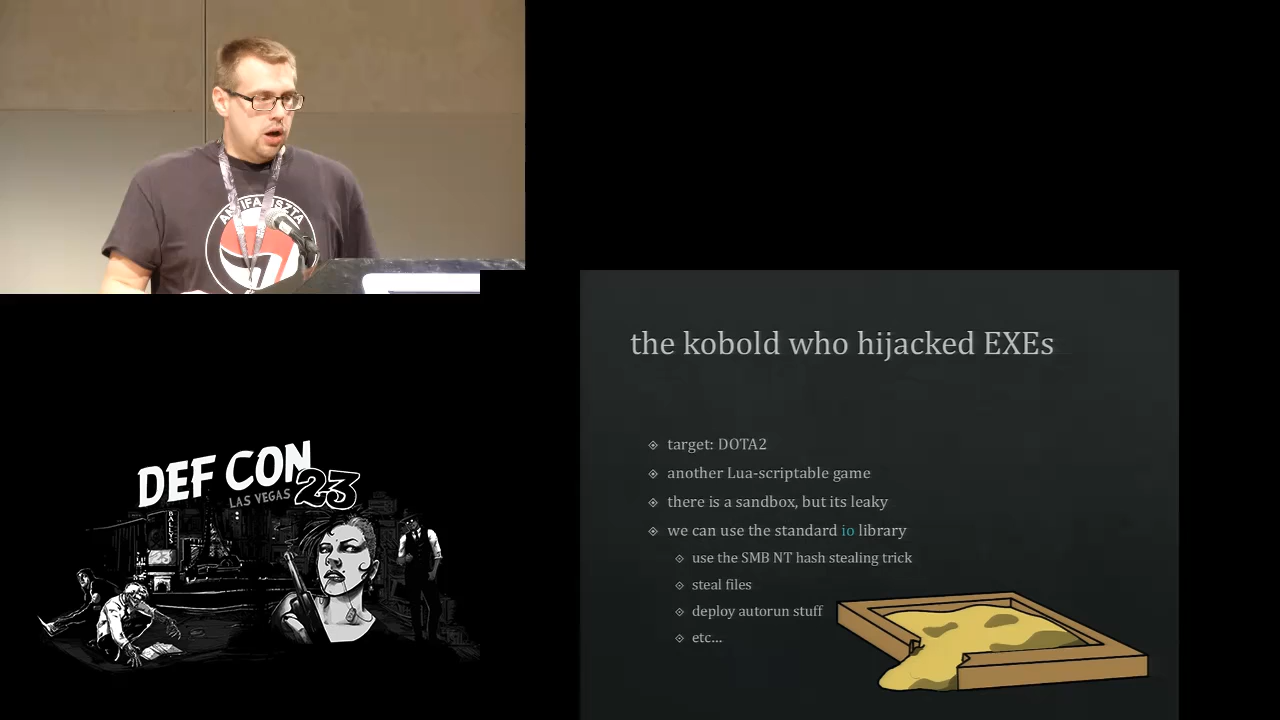 the kobold who hijacked EXEs
target: DOTA2
another Lua-scriptable game
there is a sandbox, but its leaky
we can use the standard io library
use the SMB NT hash stealing trick
steal files
deploy autorun stuff
etc...
DEF CON
LAS VEGAS 23
BALLYS